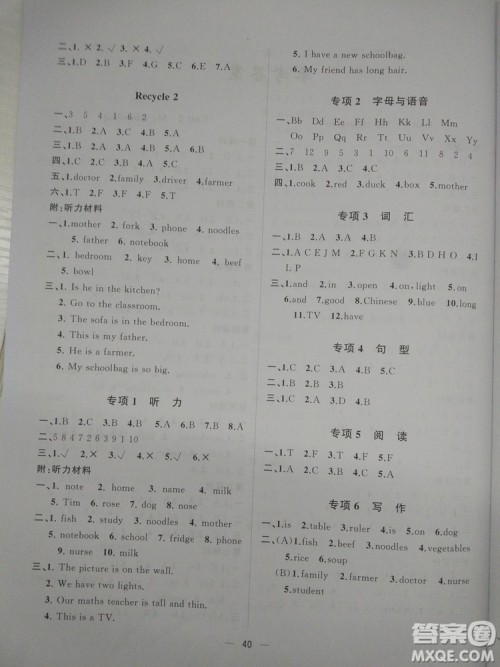 二、1.× 2.√ 3.× 4.√
三、1.D 2.B 3.A 4.C
Recycle 2
一、3 5 4 1 6 2
二、1.B 2.A 3.A 4.A 5.B
三、1.B 2.B 3.A 4.B 5.A
四、1.C 2.A 3.D 4.B
五、1.doctor 2.family 3.driver 4.farmer
六、1.T 2.F 3.F 4.F 5.T
附:听力材料
一、1.mother 2.fork 3.phone 4.noodles
5.father 6.notebook
二、1.bedroom 2.key 3.home 4.beef
5.bowl
三、1.Is he in the kitchen?
2.Go to the classroom.
3.The sofa is in the bedroom.
4.This is my father.
5.He is a farmer.
6.My schoolbag is so big.
专项 1 听 力
一、1.B 2.C 3.B 4.C 5.A 6.B 7.C 8.A
二、5 8 4 7 2 6 3 9 1 10
三、1.√ 2.× 3.× 4.√ 5.√ 6.×
附:听力材料
一、1.note 2.home 3.name 4.milk
5.Tim 6.red 7.dog 8.nose
二、1.fish 2.study 3.noodles 4.mother
5.notebook 6.school 7.friend 8.photo
9.nurse 10.milk
三、1.The picture is on the wall.
2.We have two lights.
3.Our maths teacher is tall and thin.
4.This is a TV.
5.I have a new schoolbag.
6.My friend has long hair.
专项 2 字母与语音
一、Bb Dd Ee Ff Hh Ii Jj Mm
Oo Pp Qq Rr Ss Uu Vv Xx Yy
二、7 12 9 5 1 10 3 11 8 2 4
三、1.B 2.C 3.D 4.D 5.A
四、1.cook 2.red 3.duck 4.box 5.mother
专项 3 词 汇
一、1.A C E J M 2.F G K N 3.B D H O 4.I
L P
二、1.and 2.in 3.open 4.on 5.light 6.on
7.and 8.good 9.Chinese 10.blue
11.TV 12.have
专项 4 句 型
一、1.C 2.D 3.A 4.A 5.B
二、1.B 2.B 3.A 4.C
专项 5 阅 读
一、1.T 2.T 3.F 4.F 5.T
二、1.A 2.C 3.A 4.B 5.A
专项 6 写 作
一、1.is 2.table 3.ruler 4.is 5.on 6.dog
二、(A)1.fish 2.beef 3.noodles 4.vegetables
5.rice 6.soup
(B)1.family 2.farmer 3.doctor 4.nurse
5.student
40
答案圈
MXQE.COM